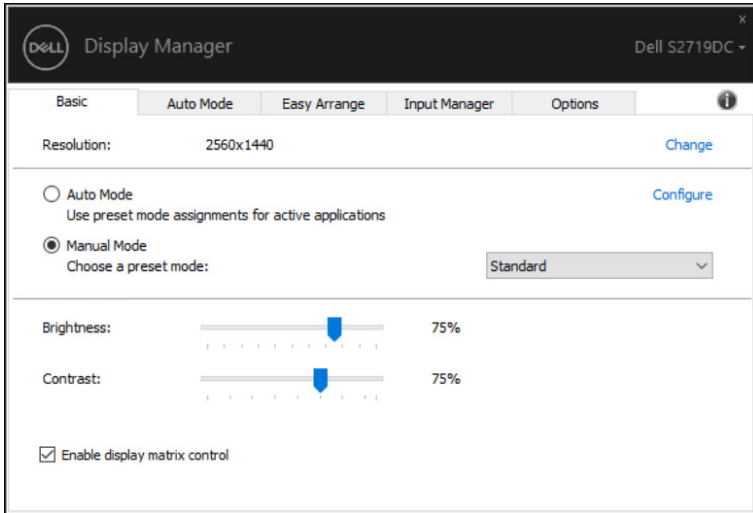 x
DELL Display Manager Dell S2719DC
Basic Auto Mode Easy Arrange Input Manager Options i
Resolution: 2560x1440 Change
Auto Mode Configure
Use preset mode assignments for active applications
Manual Mode
Choose a preset mode: Standard
Brightness: 75%
Contrast: 75%
Enable display matrix control